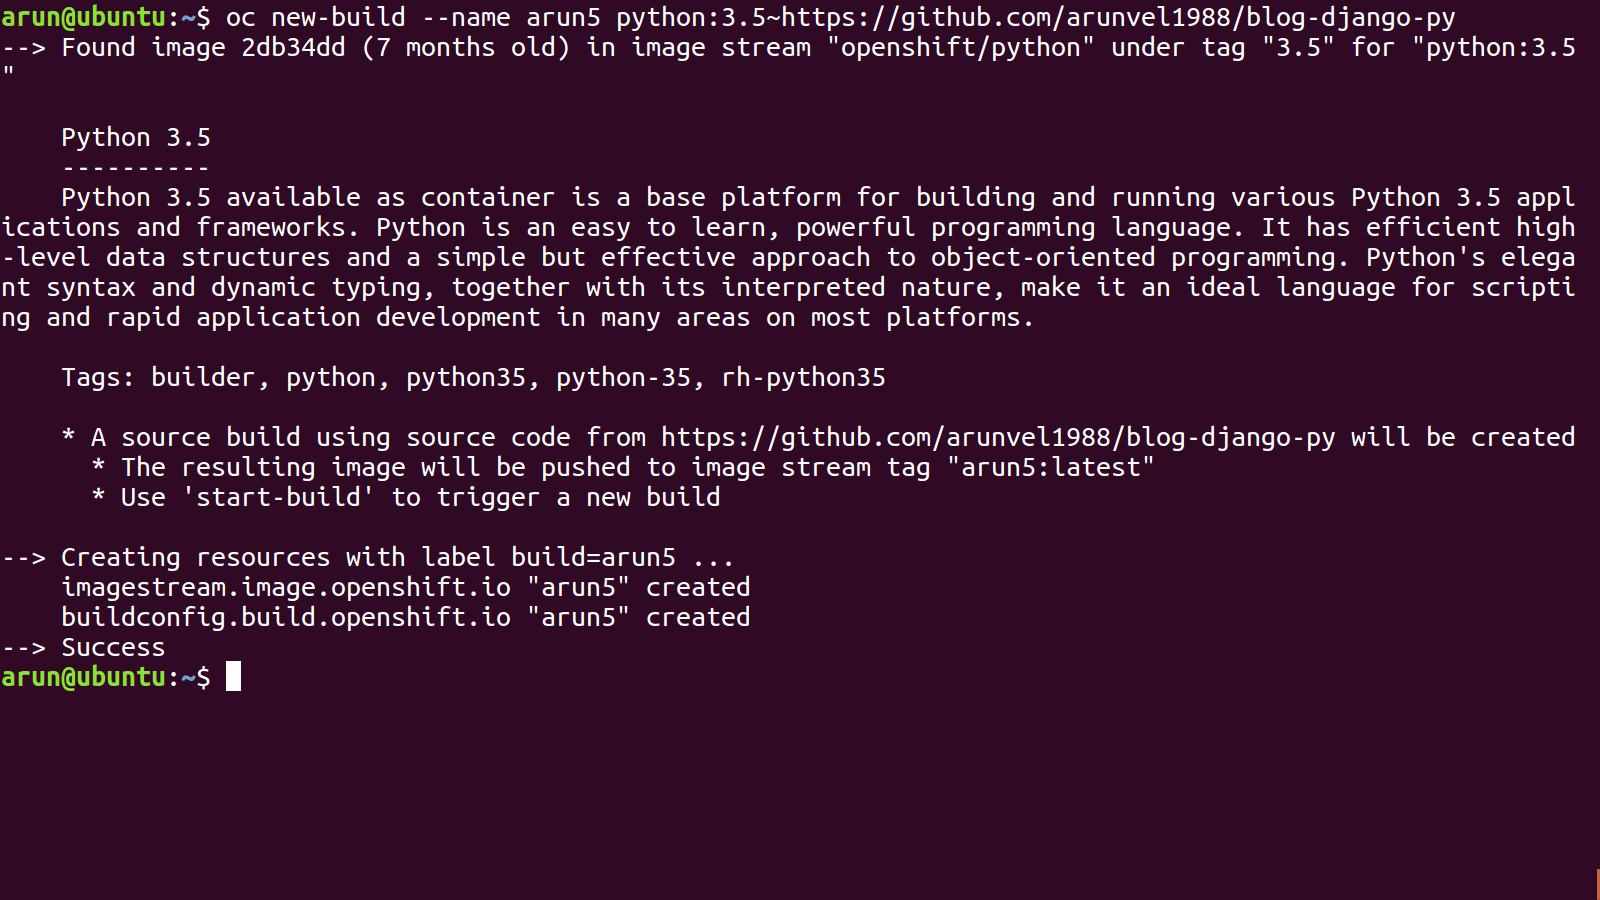 arun@ubuntu:~$ oc new-build --name arun5 python:3.5~https://github.com/arunvel1988/blog-django-py
--> Found image 2db34dd (7 months old) in image stream "openshift/python" under tag "3.5" for "python:3.5
"
Python 3.5
----------
Python 3.5 available as container is a base platform for building and running various Python 3.5 appl
ications and frameworks. Python is an easy to learn, powerful programming language. It has efficient high
-level data structures and a simple but effective approach to object-oriented programming. Python's elega
nt syntax and dynamic typing, together with its interpreted nature, make it an ideal language for scripti
ng and rapid application development in many areas on most platforms.
Tags: builder, python, python35, python-35, rh-python35
* A source build using source code from https://github.com/arunvel1988/blog-django-py will be created
* The resulting image will be pushed to image stream tag "arun5:latest"
* Use 'start-build' to trigger a new build
--> Creating resources with label build=arun5 ...
imagestream.image.openshift.io "arun5" created
buildconfig.build.openshift.io "arun5" created
--> Success
arun@ubuntu:~$